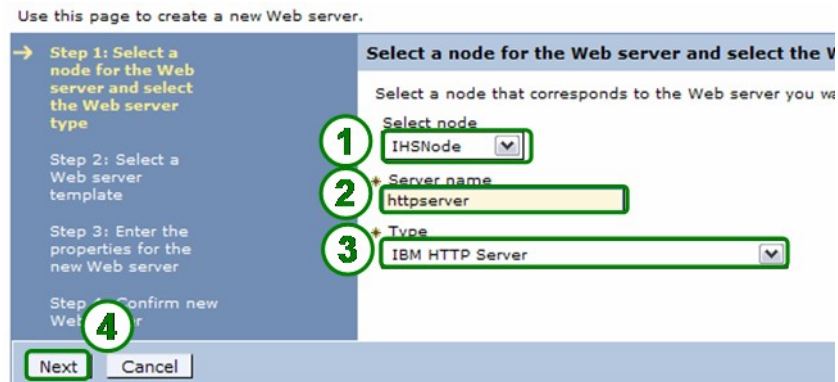 Use this page to create a new Web server.
Step 1: Select a
node for the Web
server and select
the Web server
type
Step 2: Select a
Web server
template
Step 3: Enter the
properties for the
new Web server
Step Confirm new
Select a node for the Web server and select the
Select a node that corresponds to the Web server you
1
Select node
IHSNode
2
* Server name
httpserver
3
* Type
IBM HTTP Server
4
Next Cancel